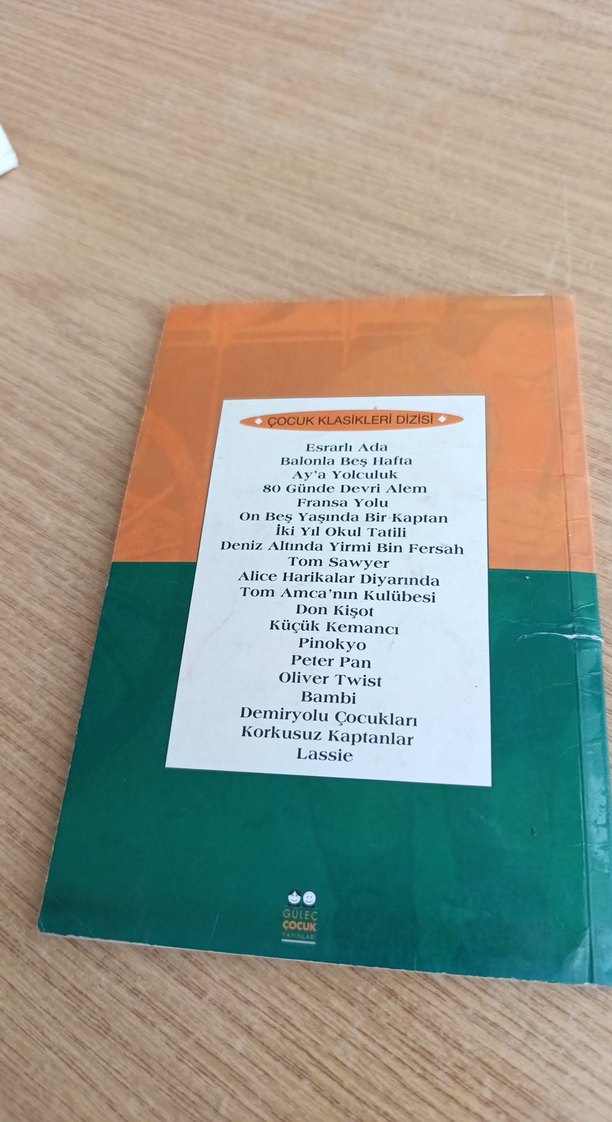 ÇOCUK KLASİKLERİ DİZİSİ
Esrarlı Ada
Balonla Beş Hafta
Ay'a Yolculuk
80 Günde Devri Alem
Fransa Yolu
On Beş Yaşında Bir Kaptan
İki Yıl Okul Tatili
Deniz Altında Yirmi Bin Fersah
Tom Sawyer
Alice Harikalar Diyarında
Tom Amca'nın Kulübesi
Don Kişot
Küçük Kemancı
Pinokyo
Peter Pan
Oliver Twist
Bambi
Demiryolu Çocukları
Korkusuz Kaptanlar
Lassie
GÜLEÇ
ÇOCUK
YAYINLARI